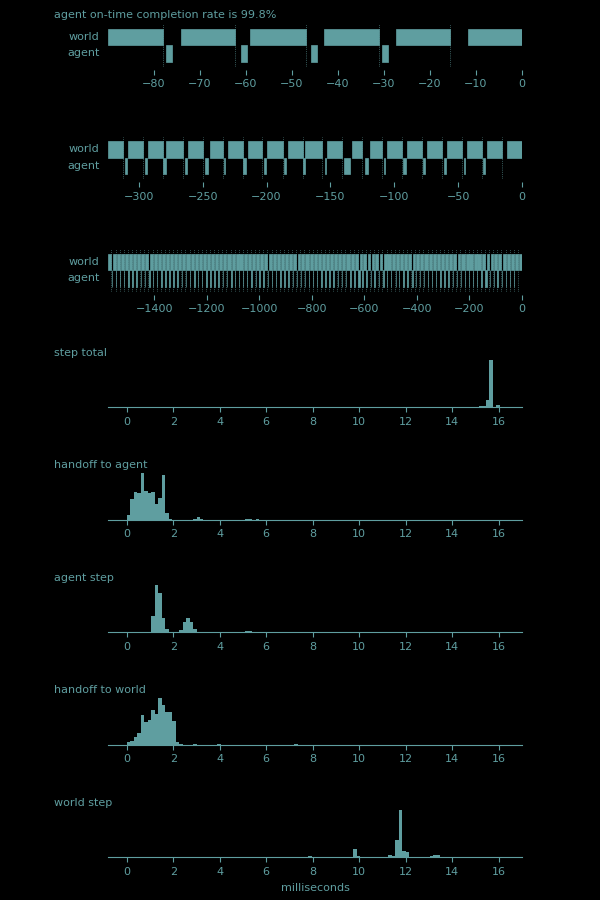 agent on-time completion rate is 99.8%
world
agent
−80 −70 −60 −50 −40 −30 −20 −10 0
world
agent
−300 −250 −200 −150 −100 −50 0
world
agent
−1400 −1200 −1000 −800 −600 −400 −200 0
step total
0 2 4 6 8 10 12 14 16
handoff to agent
0 2 4 6 8 10 12 14 16
agent step
0 2 4 6 8 10 12 14 16
handoff to world
0 2 4 6 8 10 12 14 16
world step
0 2 4 6 8 10 12 14 16
milliseconds